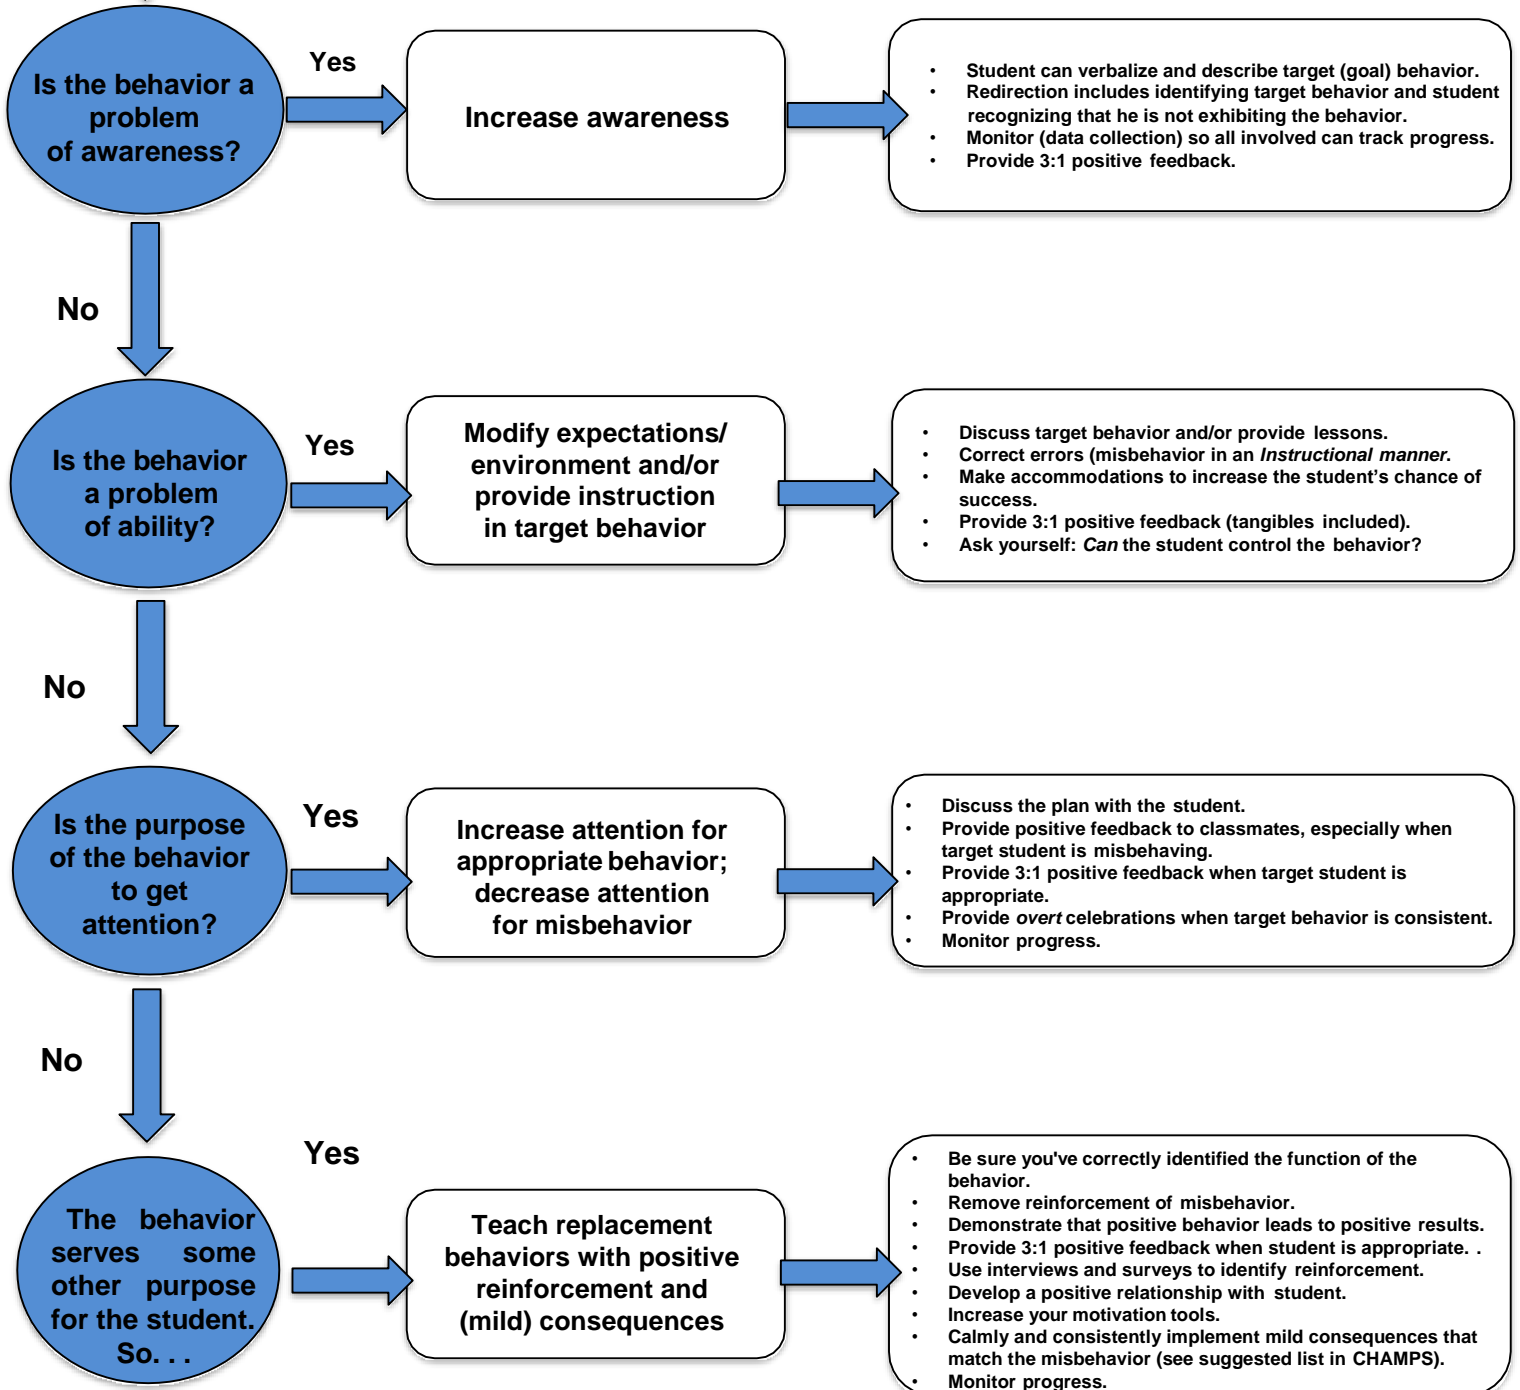 Is the behavior a
problem
of awareness?
Yes
Increase awareness
• Student can verbalize and describe target (goal) behavior.
• Redirection includes identifying target behavior and student
recognizing that he is not exhibiting the behavior.
• Monitor (data collection) so all involved can track progress.
• Provide 3:1 positive feedback.
No
Is the behavior
a problem
of ability?
Yes
Modify expectations/
environment and/or
provide instruction
in target behavior
• Discuss target behavior and/or provide lessons.
• Correct errors (misbehavior in an Instructional manner.
• Make accommodations to increase the student’s chance of
success.
• Provide 3:1 positive feedback (tangibles included).
• Ask yourself: Can the student control the behavior?
No
Is the purpose
of the behavior
to get
attention?
Yes
Increase attention for
appropriate behavior;
decrease attention
for misbehavior
• Discuss the plan with the student.
• Provide positive feedback to classmates, especially when
target student is misbehaving.
• Provide 3:1 positive feedback when target student is
appropriate.
• Provide overt celebrations when target behavior is consistent.
• Monitor progress.
No
The behavior
serves some
other purpose
for the student.
So. . .
Yes
Teach replacement
behaviors with positive
reinforcement and
(mild) consequences
• Be sure you've correctly identified the function of the
behavior.
• Remove reinforcement of misbehavior.
• Demonstrate that positive behavior leads to positive results.
• Provide 3:1 positive feedback when student is appropriate. .
• Use interviews and surveys to identify reinforcement.
• Develop a positive relationship with student.
• Increase your motivation tools.
• Calmly and consistently implement mild consequences that
match the misbehavior (see suggested list in CHAMPS).
• Monitor progress.